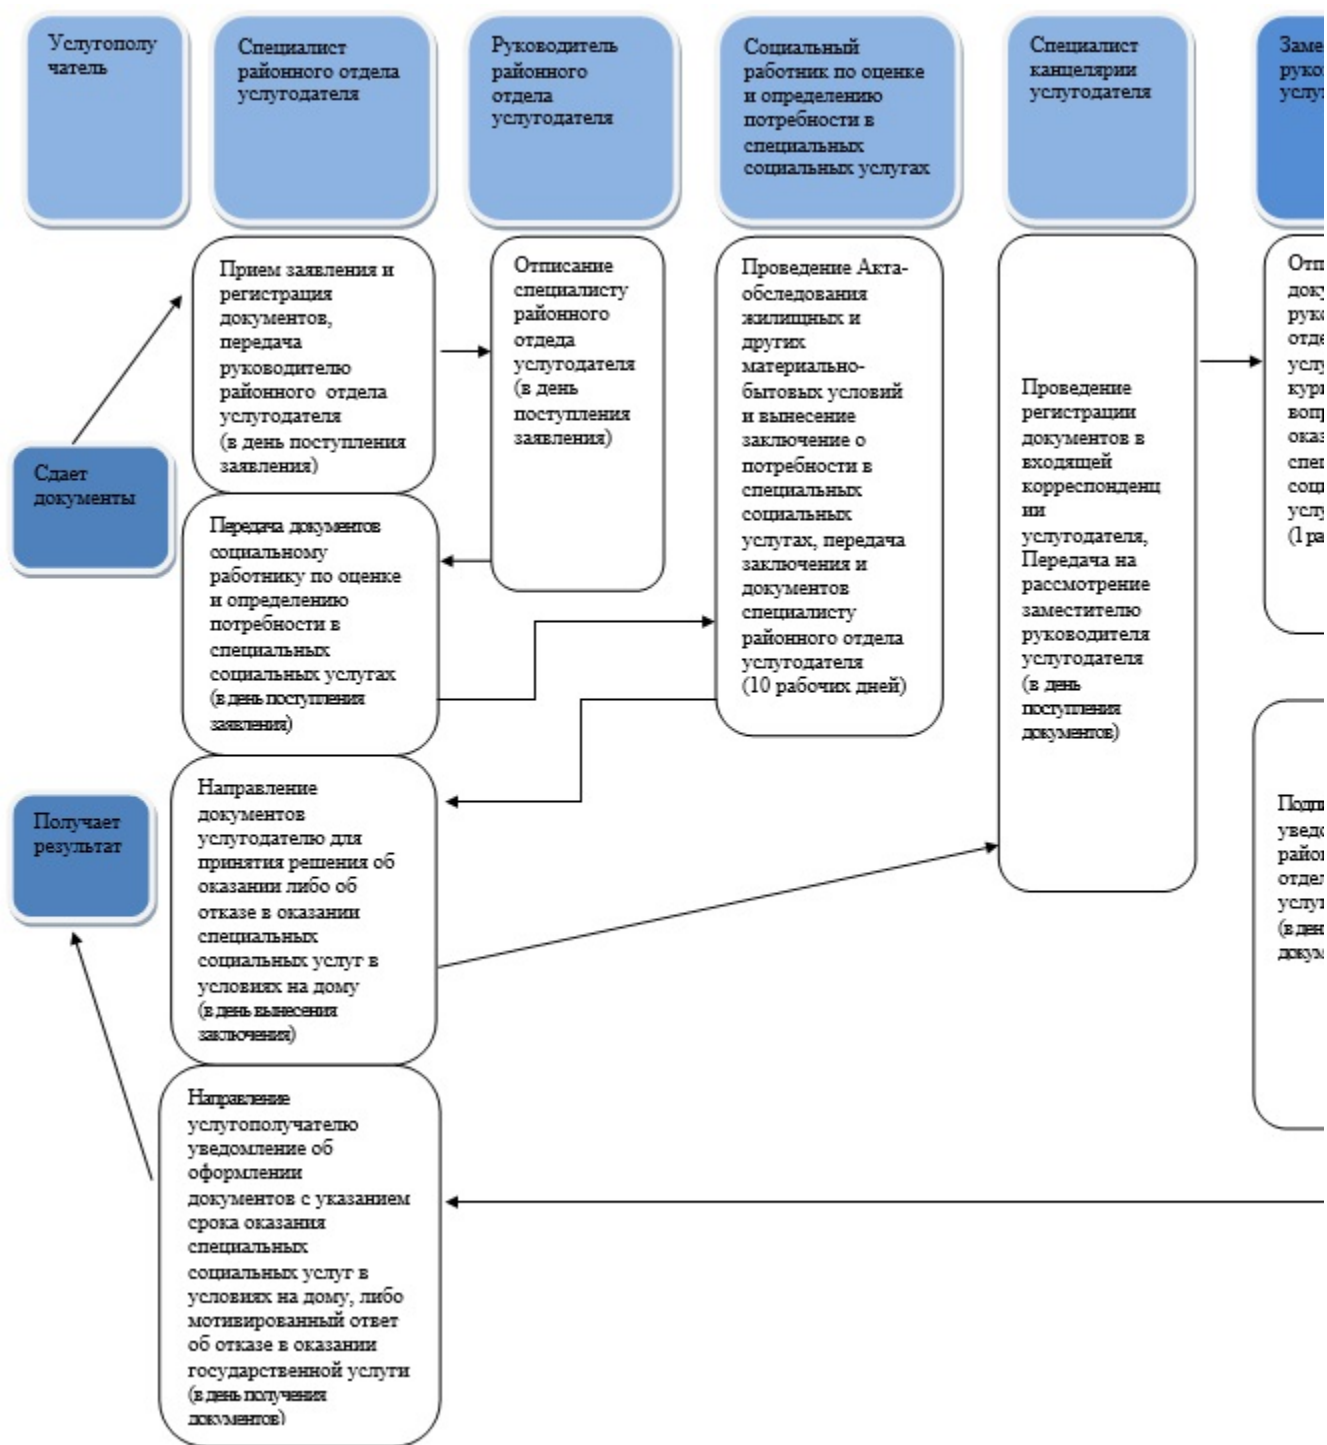 Услугополу
чатель
Специалист
районного отдела
услугодателя
Руководитель
районного
отдела
услугодателя
Социальный
работник по оценке
и определению
потребности в
специальных
социальных услугах
Специалист
канцелярии
услугодателя
Прием заявления и
регистрация
документов,
передача
руководителю
районного отдела
услугодателя
(в день поступления
заявления)
Отписание
специалисту
районного
отдеда
услугодателя
(в день
поступления
заявления)
Проведение Акта-
обследования
жилищных и
других
материально-
бытовых условий
и вынесение
заключение о
потребности в
специальных
социальных
услугах, передача
заключения и
документов
специалисту
районного отдела
услугодателя
(10 рабочих дней)
Проведение
регистрации
документов в
входящей
корреспонденц
ии
услугодателя,
Передача на
рассмотрение
заместителю
руководителя
услугодателя
(в день
поступления
документов)
Сдает
документы
Передача документов
социальному
работнику по оценке
и определению
потребности в
специальных
социальных услугах
(в день поступления
заявления)
Получает
результат
Направление
документов
услугодателю для
принятия решения об
оказании либо об
отказе в оказании
специальных
социальных услуг в
условиях на дому
(в день вынесения
заключения)
Направление
услугополучателю
уведомление об
оформлении
документов с указанием
срока оказания
специальных
социальных услуг в
условиях на дому, либо
мотивированный ответ
об отказе в оказании
государственной услуги
(в день получения
документов)